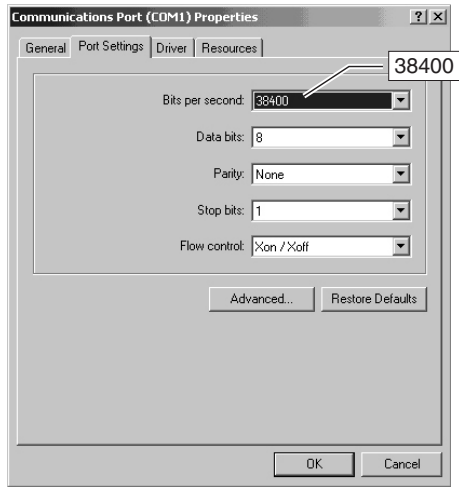 Communications Port (COM1) Properties
General Port Settings Driver Resources
38400
Bits per second: 38400
Data bits: 8
Parity: None
Stop bits: 1
Flow control: Xon / Xoff
Advanced... Restore Defaults
OK Cancel